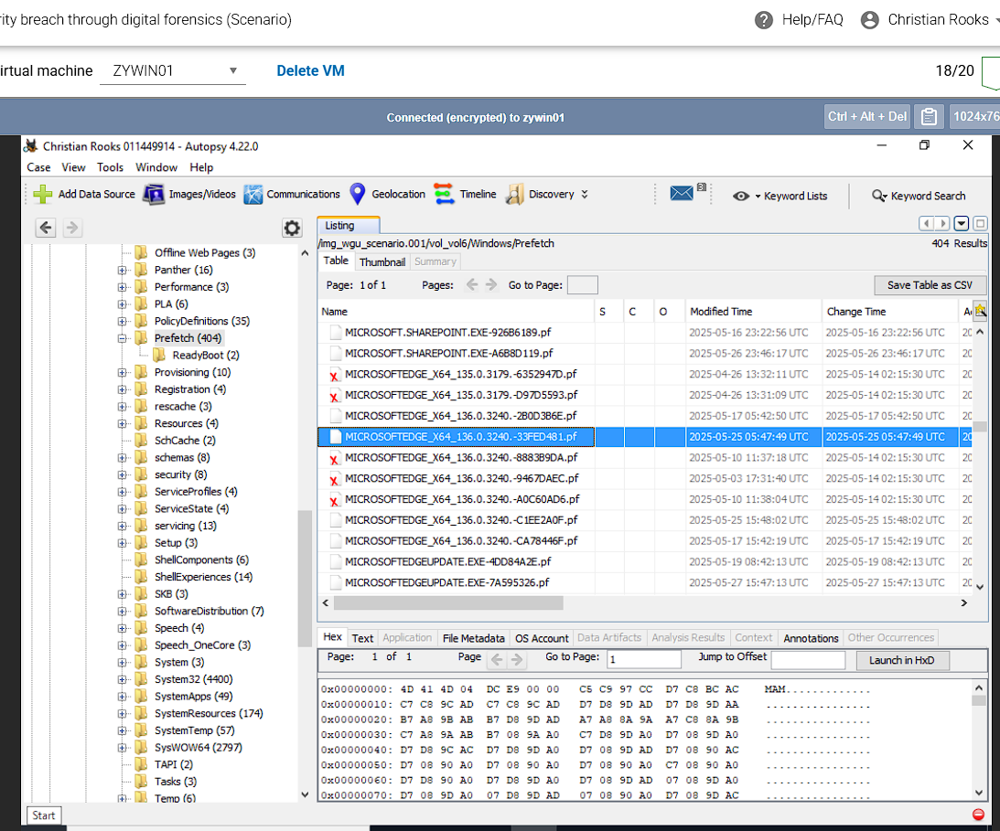 rity breach through digital forensics (Scenario)
Help/FAQ
Christian Rooks
irtual machine
ZYWIN01
Delete VM
18/20
Connected (encrypted) to zywin01
Ctrl + Alt + Del
1024x76
Christian Rooks 011449914 - Autopsy 4.22.0
Case View Tools Window Help
Add Data Source
Images/Videos
Communications
Geolocation
Timeline
Discovery
3
Keyword Lists
Keyword Search
Offline Web Pages (3)
Panther (16)
Performance (3)
PLA (6)
PolicyDefinitions (35)
Prefetch (404)
ReadyBoot (2)
Provisioning (10)
Registration (4)
rescache (3)
Resources (4)
SchCache (2)
schemas (8)
security (8)
ServiceProfiles (4)
ServiceState (4)
servicing (13)
Setup (3)
ShellComponents (6)
ShellExperiences (14)
SKB (3)
SoftwareDistribution (7)
Speech (4)
Speech_OneCore (3)
System (3)
System32 (4400)
SystemApps (49)
SystemResources (174)
SystemTemp (57)
SysWOW64 (2797)
TAPI (2)
Tasks (3)
Temp (6)
Listing
/img_wgu_scenario.001/vol_vol6/Windows/Prefetch
404 Results
Table Thumbnail Summary
Page: 1 of 1 Pages: Go to Page:
Save Table as CSV
Name S C O Modified Time Change Time Ac
MICROSOFT.SHAREPOINT.EXE-926B6189.pf 2025-05-16 23:22:56 UTC 2025-05-16 23:22:56 UTC 20
MICROSOFT.SHAREPOINT.EXE-A6B8D119.pf 2025-05-26 23:46:17 UTC 2025-05-26 23:46:17 UTC 20
MICROSOFTEDGE_X64_135.0.3179.-6352947D.pf 2025-04-26 13:32:11 UTC 2025-05-14 02:15:30 UTC 20
MICROSOFTEDGE_X64_135.0.3179.-D97D5593.pf 2025-04-26 13:31:09 UTC 2025-05-14 02:15:30 UTC 20
MICROSOFTEDGE_X64_136.0.3240.-2B0D3B6E.pf 2025-05-17 05:42:50 UTC 2025-05-17 05:42:50 UTC 20
MICROSOFTEDGE_X64_136.0.3240.-33FED481.pf 2025-05-25 05:47:49 UTC 2025-05-25 05:47:49 UTC 20
MICROSOFTEDGE_X64_136.0.3240.-8883B9DA.pf 2025-05-10 11:37:18 UTC 2025-05-14 02:15:30 UTC 20
MICROSOFTEDGE_X64_136.0.3240.-9467DAEC.pf 2025-05-03 17:31:40 UTC 2025-05-14 02:15:30 UTC 20
MICROSOFTEDGE_X64_136.0.3240.-A0C60AD6.pf 2025-05-10 11:38:04 UTC 2025-05-14 02:15:30 UTC 20
MICROSOFTEDGE_X64_136.0.3240.-C1EE2A0F.pf 2025-05-25 15:48:02 UTC 2025-05-25 15:48:02 UTC 20
MICROSOFTEDGE_X64_136.0.3240.-CA78446F.pf 2025-05-17 15:42:19 UTC 2025-05-17 15:42:19 UTC 20
MICROSOFTEDGEUPDATE.EXE-4DD84A2E.pf 2025-05-19 08:42:13 UTC 2025-05-19 08:42:13 UTC 20
MICROSOFTEDGEUPDATE.EXE-7A595326.pf 2025-05-27 15:47:13 UTC 2025-05-27 15:47:13 UTC 20
Hex Text Application File Metadata OS Account Data Artifacts Analysis Results Context Annotations Other Occurrences
Page: 1 of 1 Page Go to Page: 1 Jump to Offset Launch in HxD
0x00000000: 4D 41 4D 04 DC E9 00 00 C5 C9 97 CC D7 C8 BC AC MAM.............
0x00000010: C7 C8 9C AD C7 C8 9C AD D7 D8 9D AD D7 D8 9D AA ................
0x00000020: B7 A8 9B AB B7 D8 9D AD A7 A8 8A 9A A7 C8 8A 9B ................
0x00000030: C7 A8 9A AB B7 08 9A A0 C7 D8 9D A0 D7 08 9D A0 ................
0x00000040: D7 D8 9C AC D7 D8 9D A0 D7 08 9D AD D7 08 90 AC ................
0x00000050: D7 08 90 A0 D7 08 90 A0 D7 08 90 A0 C7 08 90 A0 ................
0x00000060: D7 D8 90 A0 D7 D8 9D A0 D7 08 9D AD 07 08 9D A0 ................
0x00000070: D7 08 9D A0 07 D8 9D AD 07 08 90 A0 D7 08 9D AC ................
Start